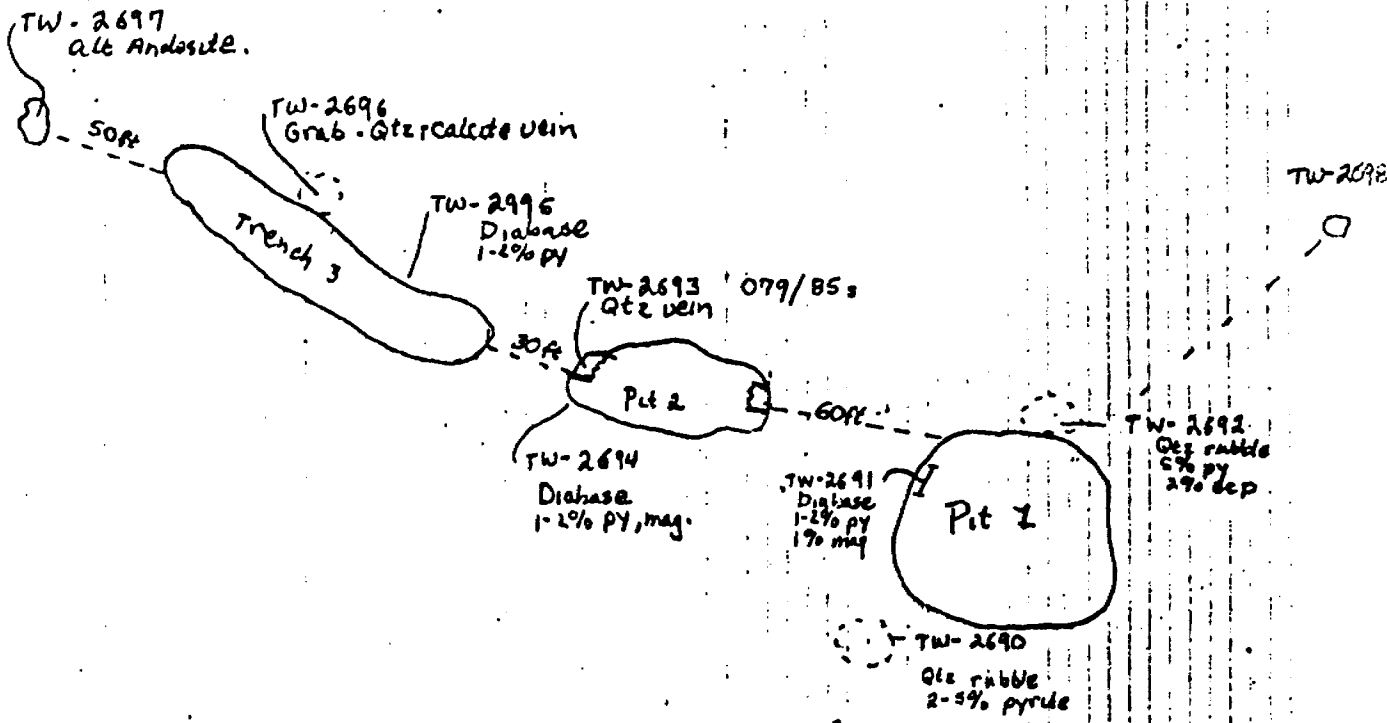 TW-2697
alt Andosite.
50ft
TW-2696
Grab - Qtz + Calcite vein
Trench 3
TW-2995
Diabase
1-2% py
TW-2693 079/85s
Qtz vein
30ft
Pit 2
TW-2694
Diabase
1-2% PY, mag.
60ft
TW-2698
TW-2692
Qtz rubble
5% py
TW-2691
Diabase
1-2% py
1% mag
Pit 1
TW-2690
Qtz rubble
2-5% pyrite